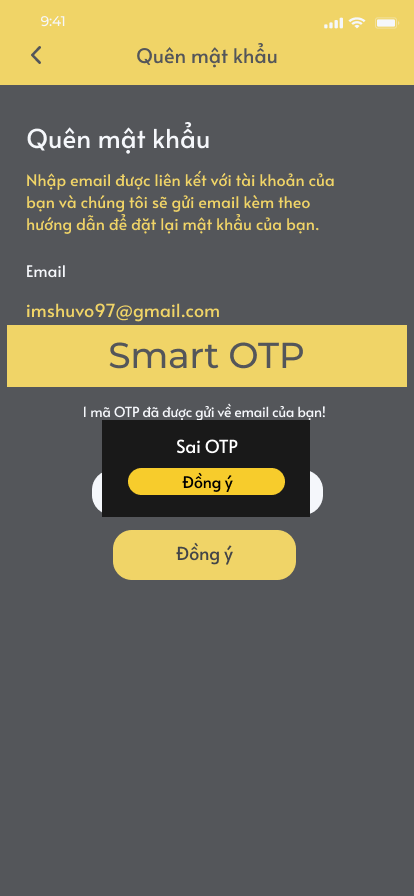 9:41
Quên mật khẩu
Quên mật khẩu
Nhập email được liên kết với tài khoản của
bạn và chúng tôi sẽ gửi email kèm theo
hướng dẫn để đặt lại mật khẩu của bạn.
Email
imshuvo97@gmail.com
Smart OTP
1 mã OTP đã được gửi về email của bạn!
Sai OTP
Đồng ý
Đồng ý